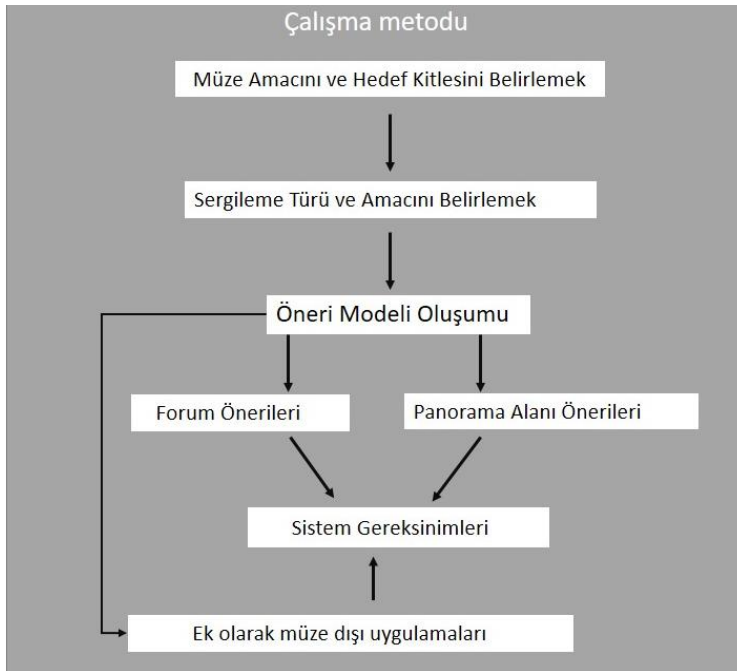 Çalışma metodu
Müze Amacını ve Hedef Kitlesini Belirlemek
Sergileme Türü ve Amacını Belirlemek
Öneri Modeli Oluşumu
Forum Önerileri
Panorama Alanı Önerileri
Sistem Gereksinimleri
Ek olarak müze dışı uygulamaları